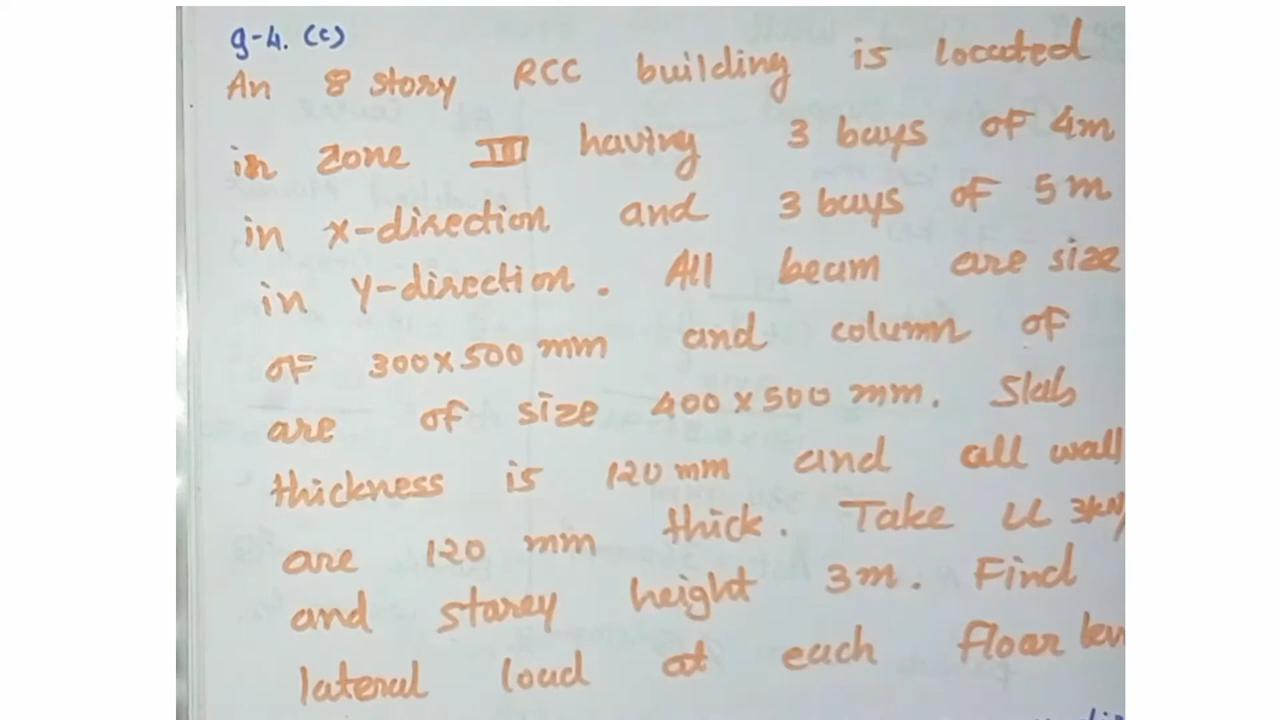 g-4. (c)
An 8 story RCC building is located
in zone III having 3 bays of 4m
in x-direction and 3 bays of 5m
in y-direction. All beam are size
of 300x500 mm and column of
are of size 400x500 mm. Slab
thickness is 120 mm and all wall
are 120 mm thick. Take LL 3kN/
and storey height 3m. Find
lateral load at each floor lev